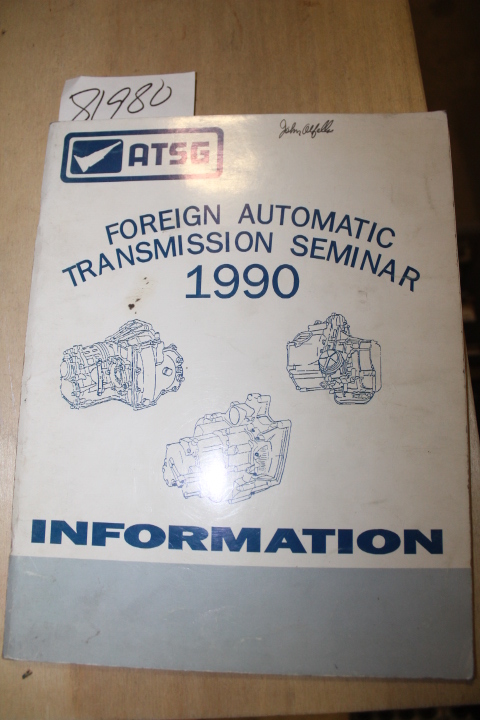 81980
ATSG
FOREIGN AUTOMATIC
TRANSMISSION SEMINAR
1990
INFORMATION